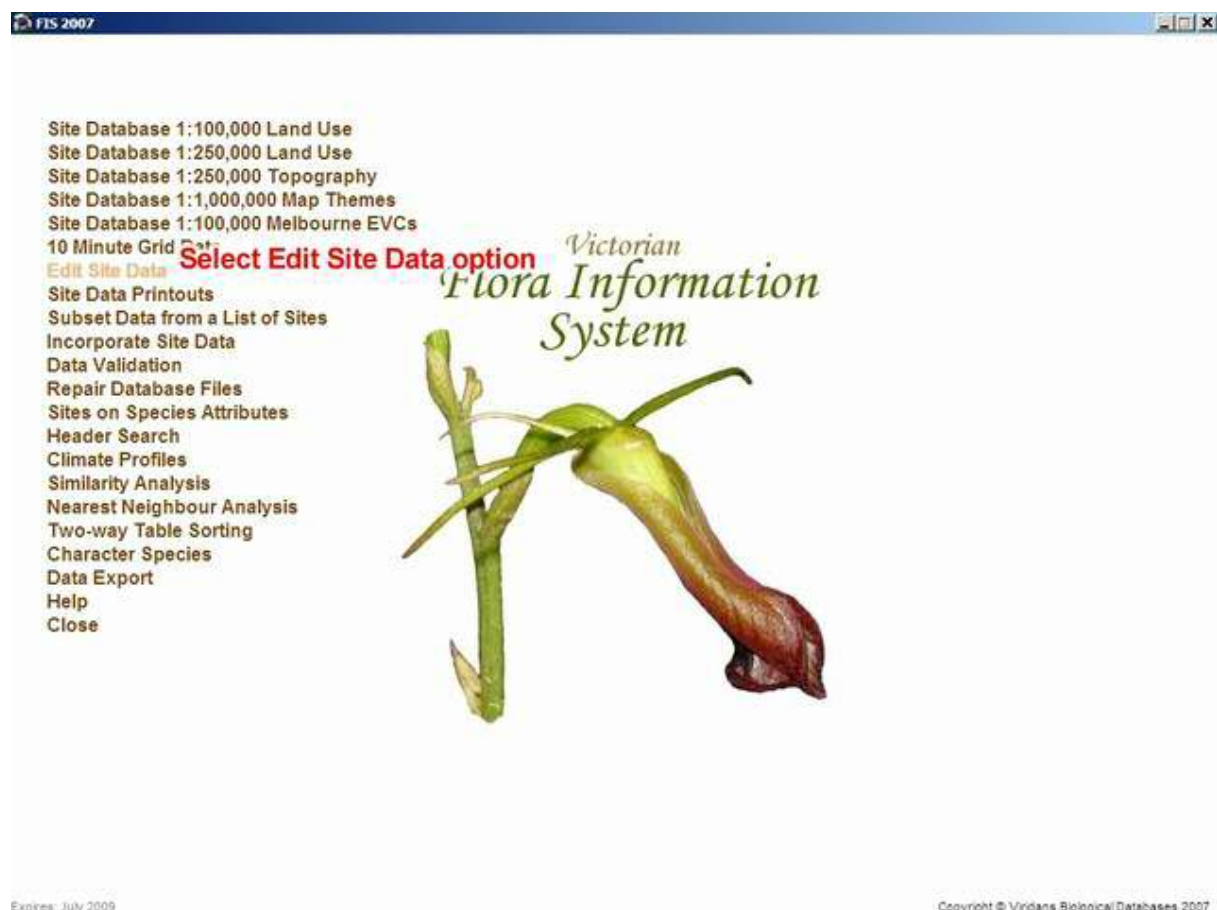 FIS 2007
Site Database 1:100,000 Land Use
Site Database 1:250,000 Land Use
Site Database 1:250,000 Topography
Site Database 1:1,000,000 Map Themes
Site Database 1:100,000 Melbourne EVCs
10 Minute Grid Data
Edit Site Data
Select Edit Site Data option
Site Data Printouts
Subset Data from a List of Sites
Incorporate Site Data
Data Validation
Repair Database Files
Sites on Species Attributes
Header Search
Climate Profiles
Similarity Analysis
Nearest Neighbour Analysis
Two-way Table Sorting
Character Species
Data Export
Help
Close
Victorian
Flora Information
System
Expires: July 2009
Copyright © Viridans Biological Databases 2007